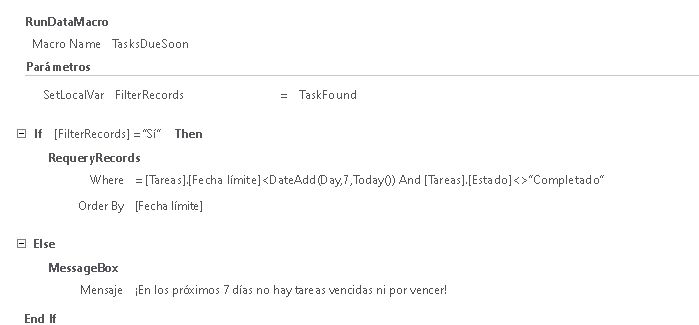 RunDataMacro
Macro Name TasksDueSoon
Parámetros
SetLocalVar FilterRecords = TaskFound
If [FilterRecords] = "Sí" Then
RequeryRecords
Where = [Tareas].[Fecha límite]<DateAdd(Day,7,Today()) And [Tareas].[Estado]<>"Completado"
Order By [Fecha límite]
Else
MessageBox
Mensaje ¡En los próximos 7 días no hay tareas vencidas ni por vencer!
End If